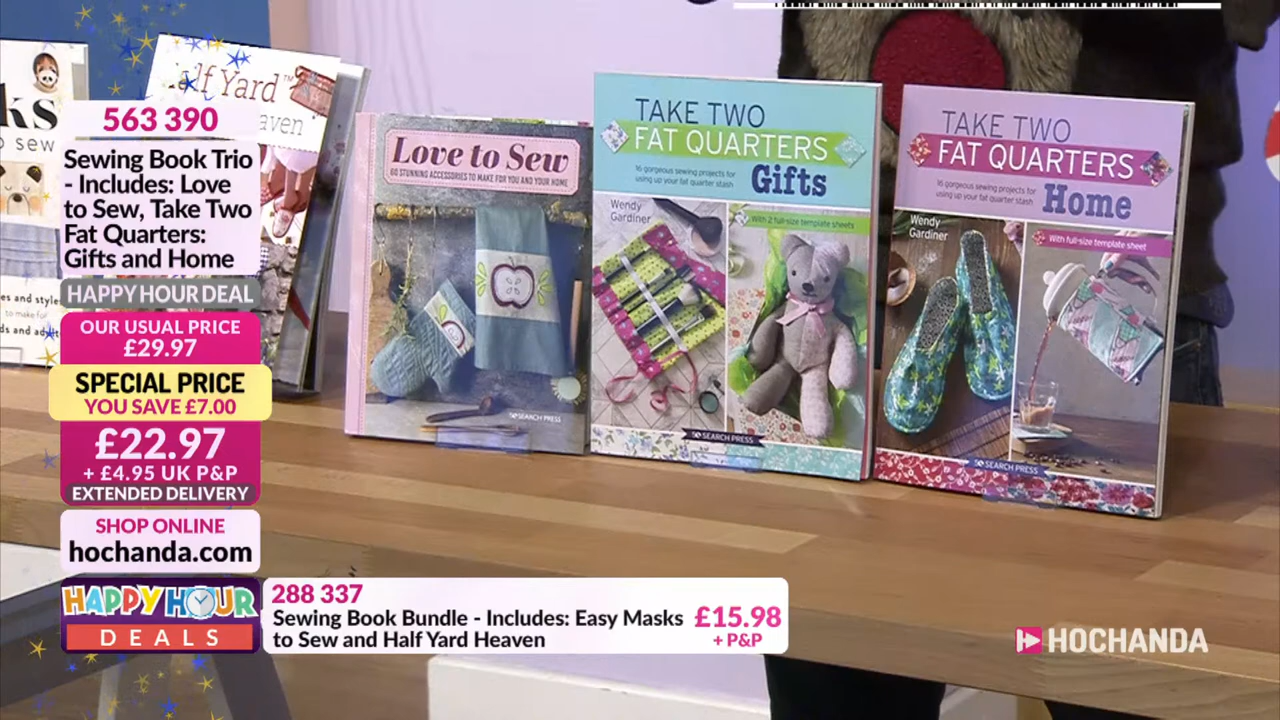 563 390
Sewing Book Trio
- Includes: Love
to Sew, Take Two
Fat Quarters:
Gifts and Home
HAPPY HOUR DEAL
OUR USUAL PRICE
£29.97
SPECIAL PRICE
YOU SAVE £7.00
£22.97
+ £4.95 UK P&P
EXTENDED DELIVERY
SHOP ONLINE
hochanda.com
HAPPY HOUR
DEALS
288 337
Sewing Book Bundle - Includes: Easy Masks
to Sew and Half Yard Heaven
£15.98
+ P&P
HOCHANDA
Yard
Love to Sew
60 STUNNING ACCESSORIES TO MAKE FOR YOU AND YOUR HOME
SEARCH PRESS
TAKE TWO
FAT QUARTERS
16 gorgeous sewing projects for
using up your fat quarter stash
Gifts
Wendy
Gardiner
With 2 full-size template sheets
SEARCH PRESS
TAKE TWO
FAT QUARTERS
16 gorgeous sewing projects for
using up your fat quarter stash
Home
Wendy
Gardiner
With full-size template sheet
SEARCH PRESS